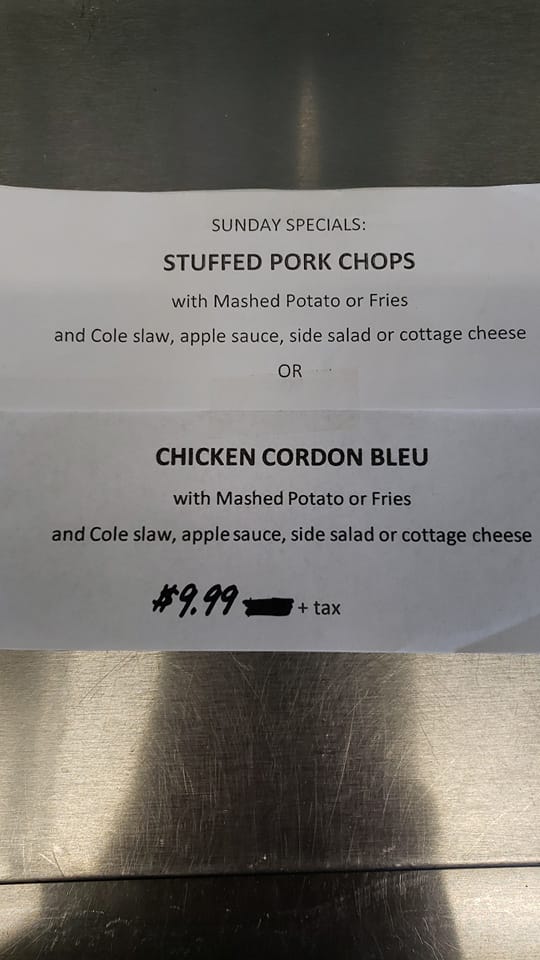 SUNDAY SPECIALS:
STUFFED PORK CHOPS
with Mashed Potato or Fries
and Cole slaw, apple sauce, side salad or cottage cheese
OR
CHICKEN CORDON BLEU
with Mashed Potato or Fries
and Cole slaw, apple sauce, side salad or cottage cheese
$9.99 + tax